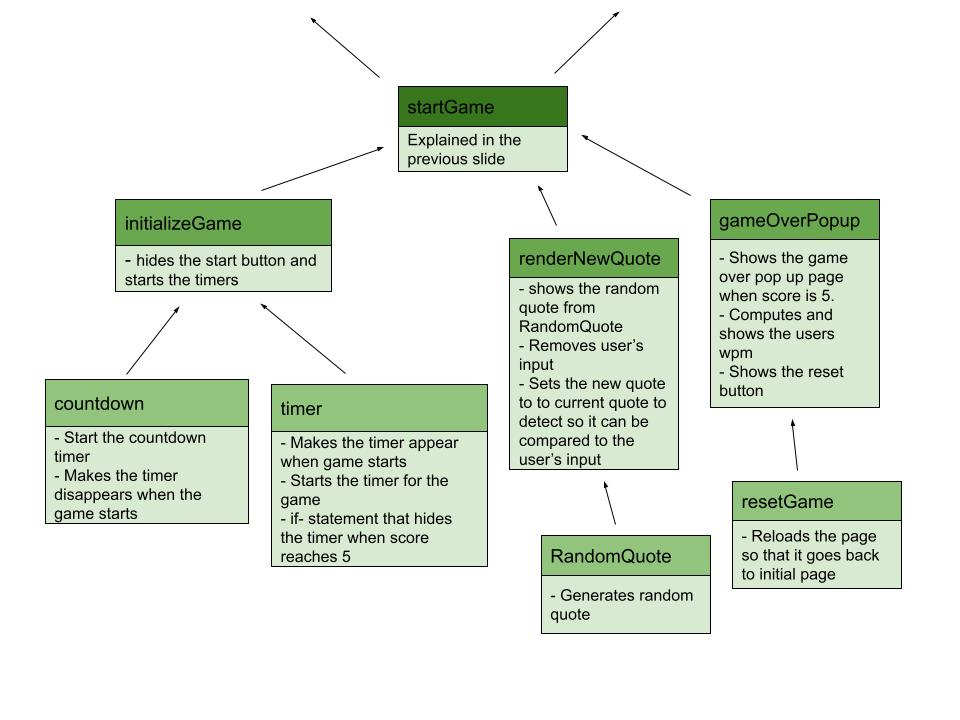 startGame
Explained in the
previous slide
initializeGame
- hides the start button and
starts the timers
renderNewQuote
- shows the random
quote from
RandomQuote
- Removes user’s
input
- Sets the new quote
to to current quote to
detect so it can be
compared to the
user’s input
gameOverPopup
- Shows the game
over pop up page
when score is 5.
- Computes and
shows the users
wpm
- Shows the reset
button
countdown
- Start the countdown
timer
- Makes the timer
disappears when the
game starts
timer
- Makes the timer appear
when game starts
- Starts the timer for the
game
- if- statement that hides
the timer when score
reaches 5
RandomQuote
- Generates random
quote
resetGame
- Reloads the page
so that it goes back
to initial page